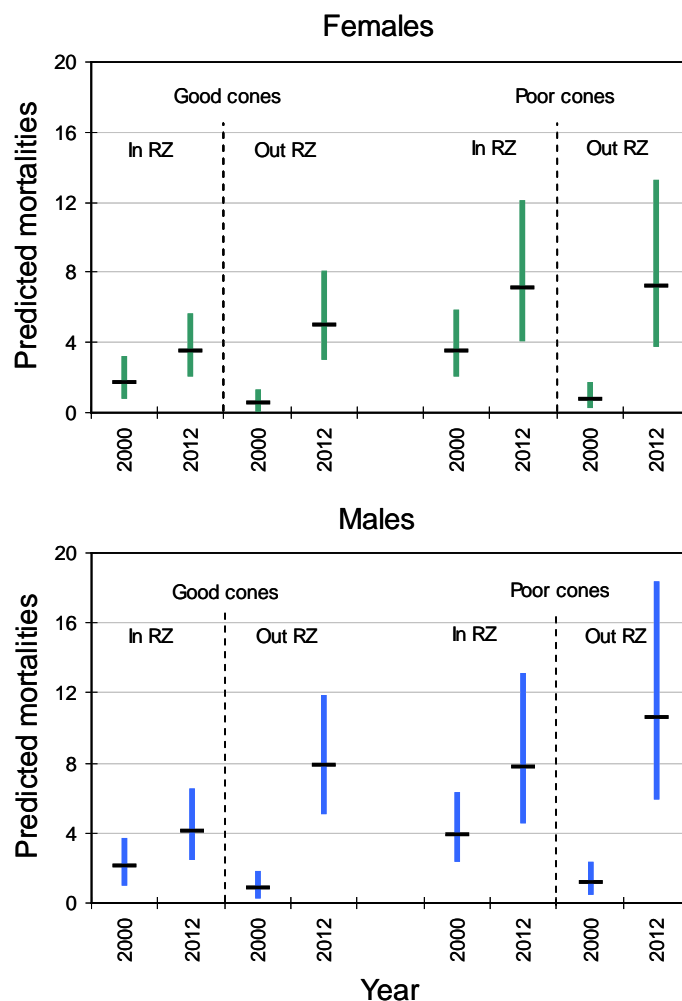 Females
Predicted mortalities
20
16
12
8
4
0
Good cones
Poor cones
In RZ
Out RZ
In RZ
Out RZ
2000
2012
2000
2012
2000
2012
2000
2012
Males
Predicted mortalities
20
16
12
8
4
0
Good cones
Poor cones
In RZ
Out RZ
In RZ
Out RZ
2000
2012
2000
2012
2000
2012
2000
2012
Year